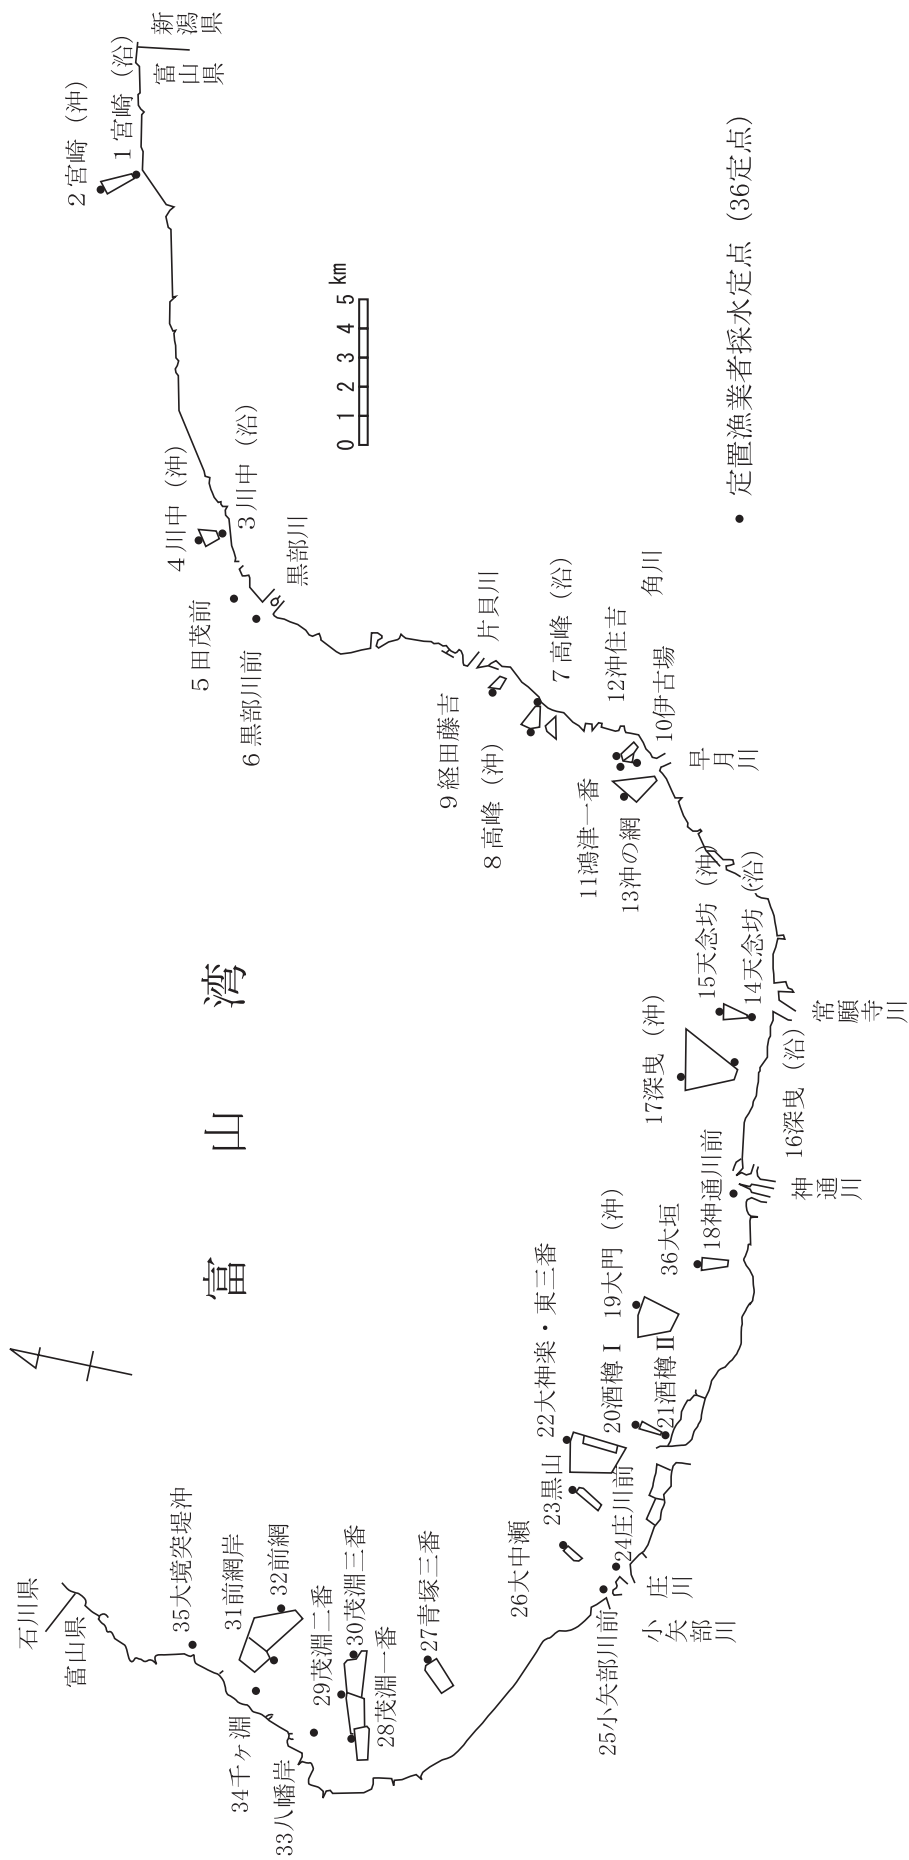 新潟県
富山県
1宮崎（沿）
2宮崎（沖）
0 1 2 3 4 5 km
4川中（沖）
3川中（沿）
黒部川
5田茂前
6黒部川前
片貝川
7高峰（沿）
9経田藤吉
8高峰（沖）
12沖住吉
角川
10伊古場
早月川
11鴻津一番
13沖の網
15天念坊（沖）
14天念坊（沿）
常願寺川
17深曳（沖）
16深曳（沿）
18神通川前
神通川
36大垣
19大門（沖）
22大神楽・東三番
20酒樽Ⅰ
21酒樽Ⅱ
23黒山
24庄川前
庄川
26大中瀬
25小矢部川前
小矢部川
27青塚三番
28茂淵一番
30茂淵三番
29茂淵二番
32前網
31前網岸
35大境突堤沖
34千ヶ淵
33八幡岸
石川県
富山県
富山湾
● 定置漁業者採水定点（36定点）